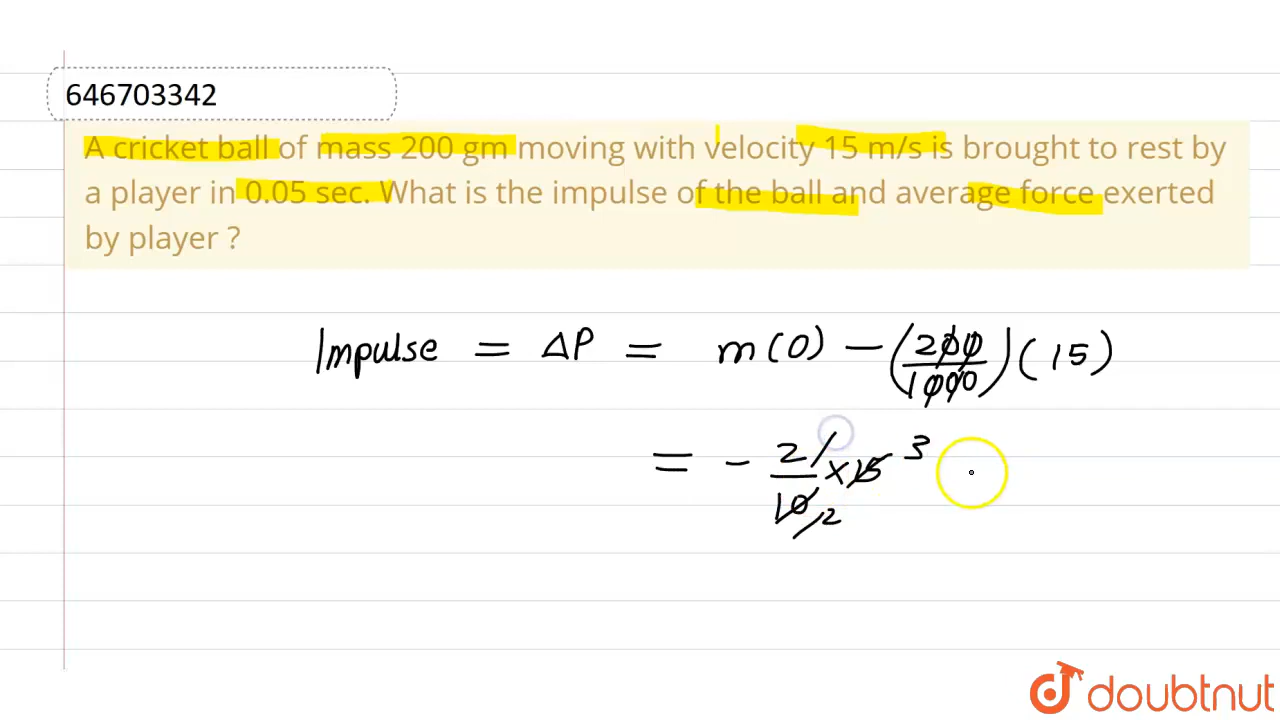 646703342
A cricket ball of mass 200 gm moving with velocity 15 m/s is brought to rest by
a player in 0.05 sec. What is the impulse of the ball and average force exerted
by player ?
Impulse = ΔP = m(0) - (200/1000)(15)
= - 2/10 × 15 3
2
doubtnut